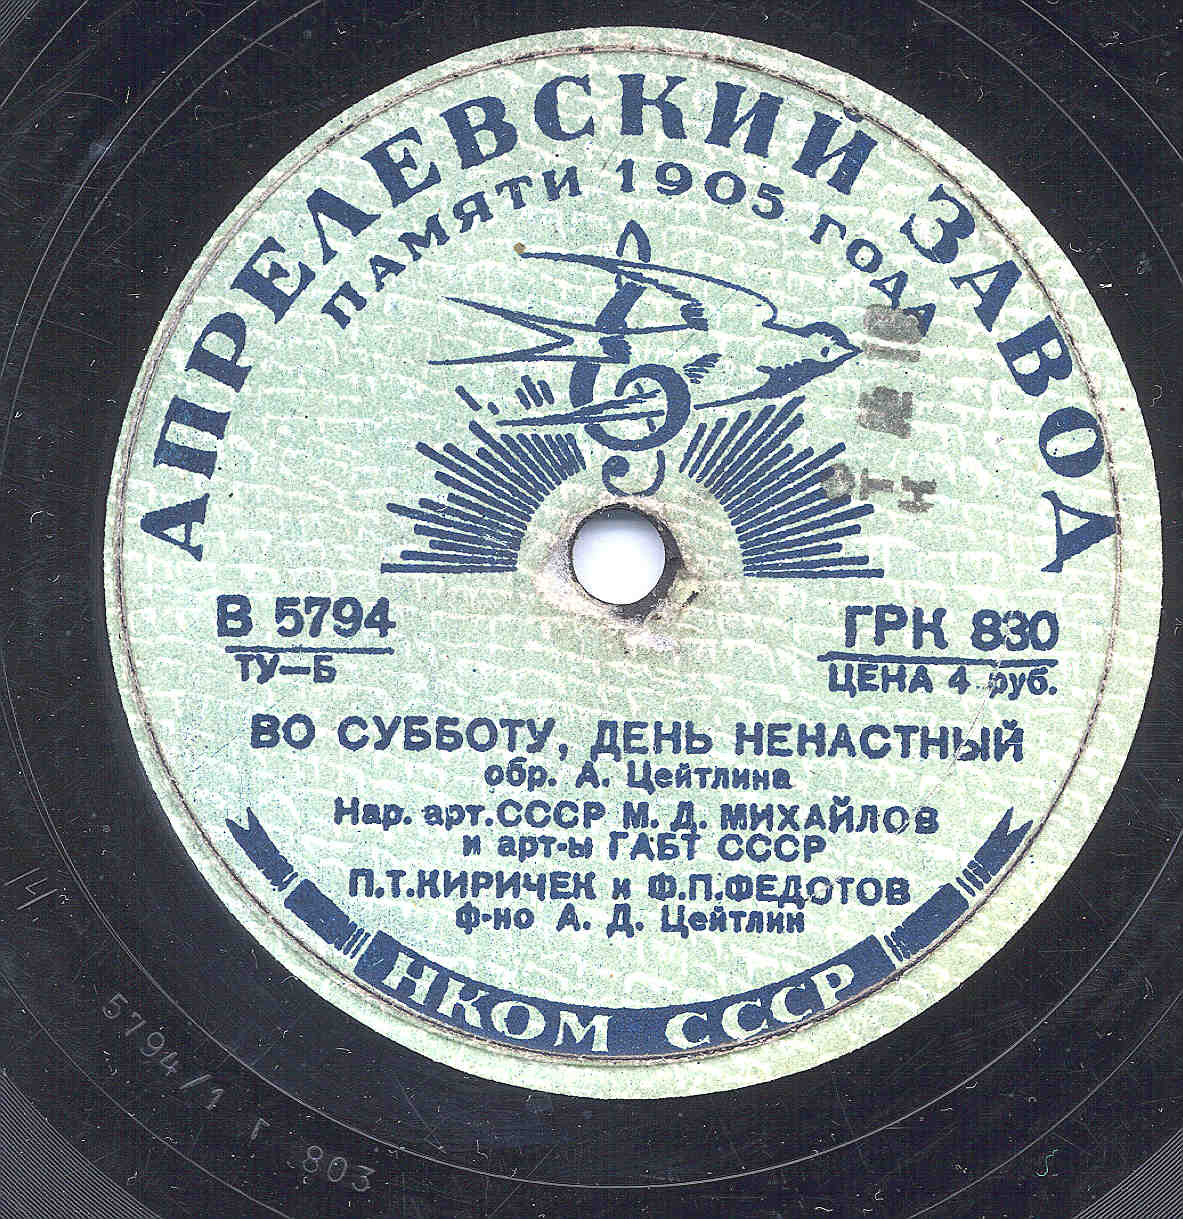 АПРЕЛЕВСКИЙ ЗАВОД
ПАМЯТИ 1905 ГОДА
В 5794
ТУ—Б
ГРК 830
ЦЕНА 4 руб.
ВО СУББОТУ, ДЕНЬ НЕНАСТНЫЙ
обр. А. Цейтлина
Нар. арт. СССР М. Д. МИХАЙЛОВ
и арт-ы ГАБТ СССР
П.Т.КИРИЧЕК и Ф.П.ФЕДОТОВ
ф-но А. Д. Цейтлин
НКОМ СССР
14
5794/1 Г 803